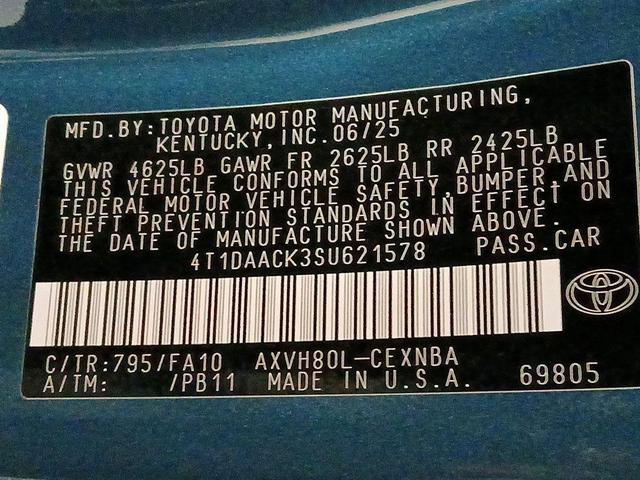 MFD.BY:TOYOTA MOTOR MANUFACTURING,
KENTUCKY,INC.06/25
GVWR 4625LB GAWR FR 2625LB RR 2425LB
THIS VEHICLE CONFORMS TO ALL APPLICABLE
FEDERAL MOTOR VEHICLE SAFETY,BUMPER,AND
THEFT PREVENTION STANDARDS IN EFFECT ON
THE DATE OF MANUFACTURE SHOWN ABOVE.
4T1DAACK3SU621578 PASS.CAR
C/TR:795/FA10 AXVH80L-CEXNBA
A/TM: /PB11 MADE IN U.S.A. 69805